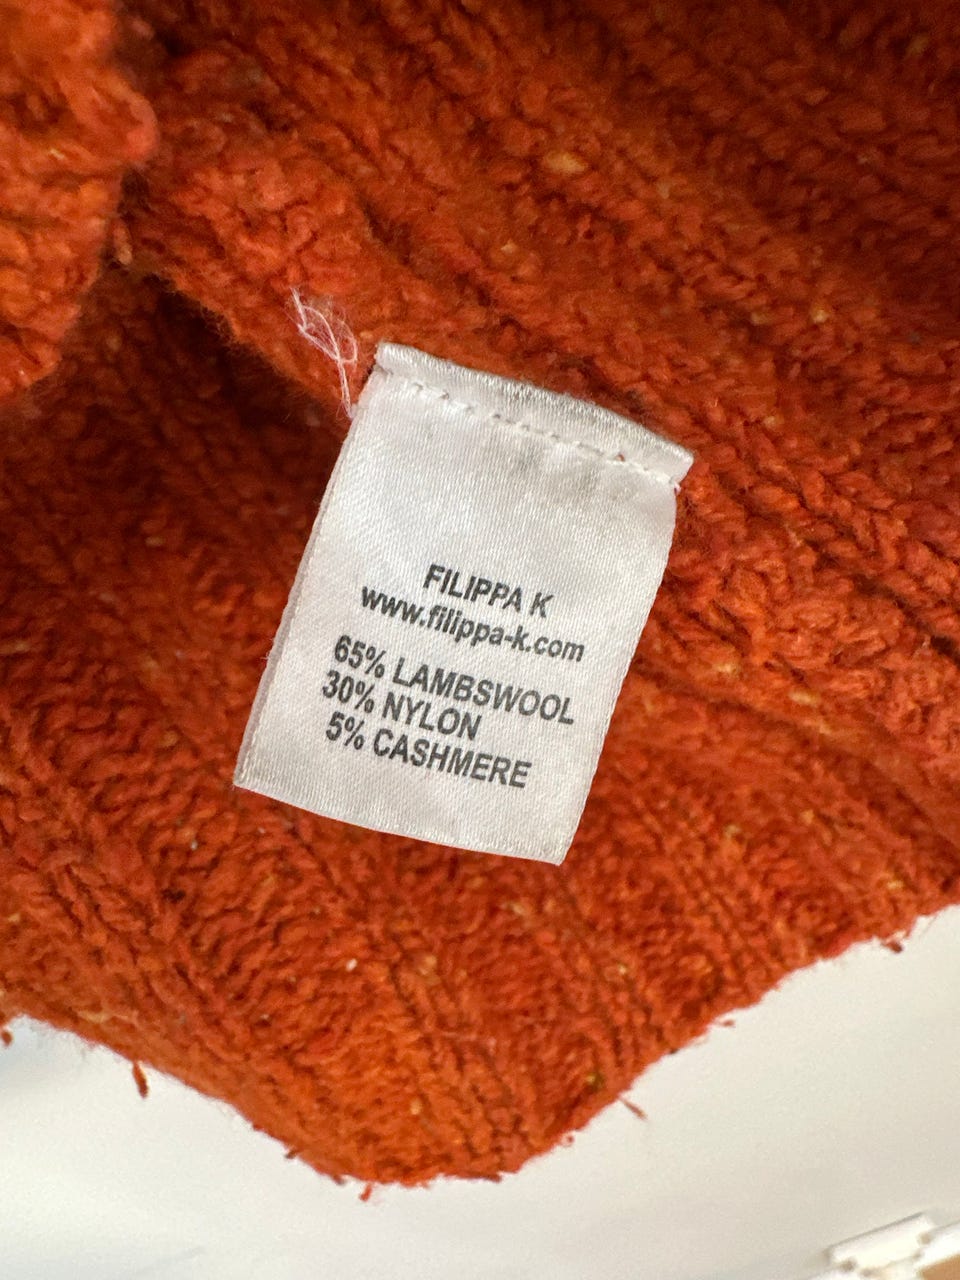 FILIPPA K
www.filippa-k.com
65% LAMBSWOOL
30% NYLON
5% CASHMERE